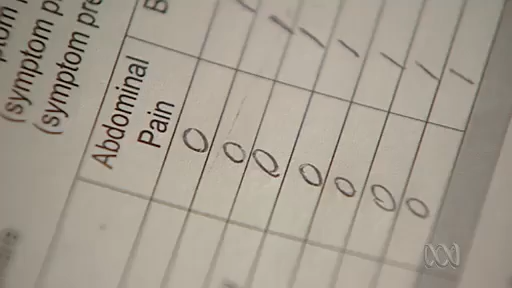 (symptom p
(symptom pre
B
/ / / / / / /
Abdominal
Pain
0 0 0 0 0 0 0